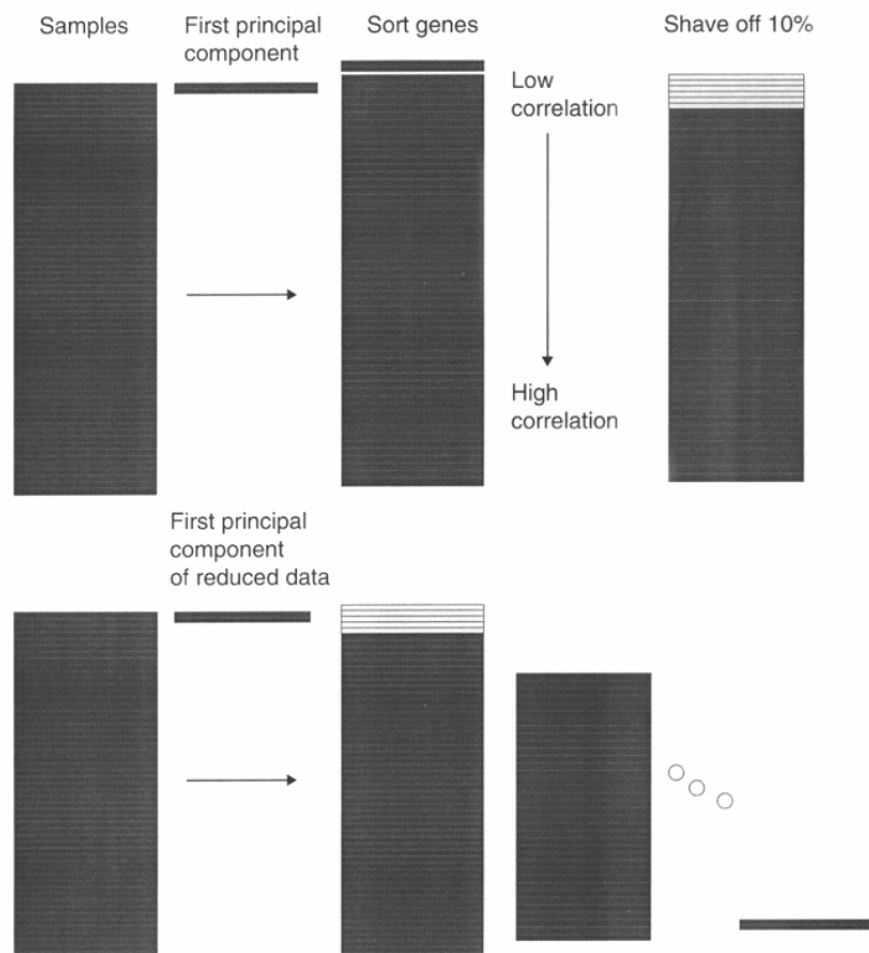 Samples
First principal
component
Sort genes
Shave off 10%
Low
correlation
High
correlation
First principal
component
of reduced data